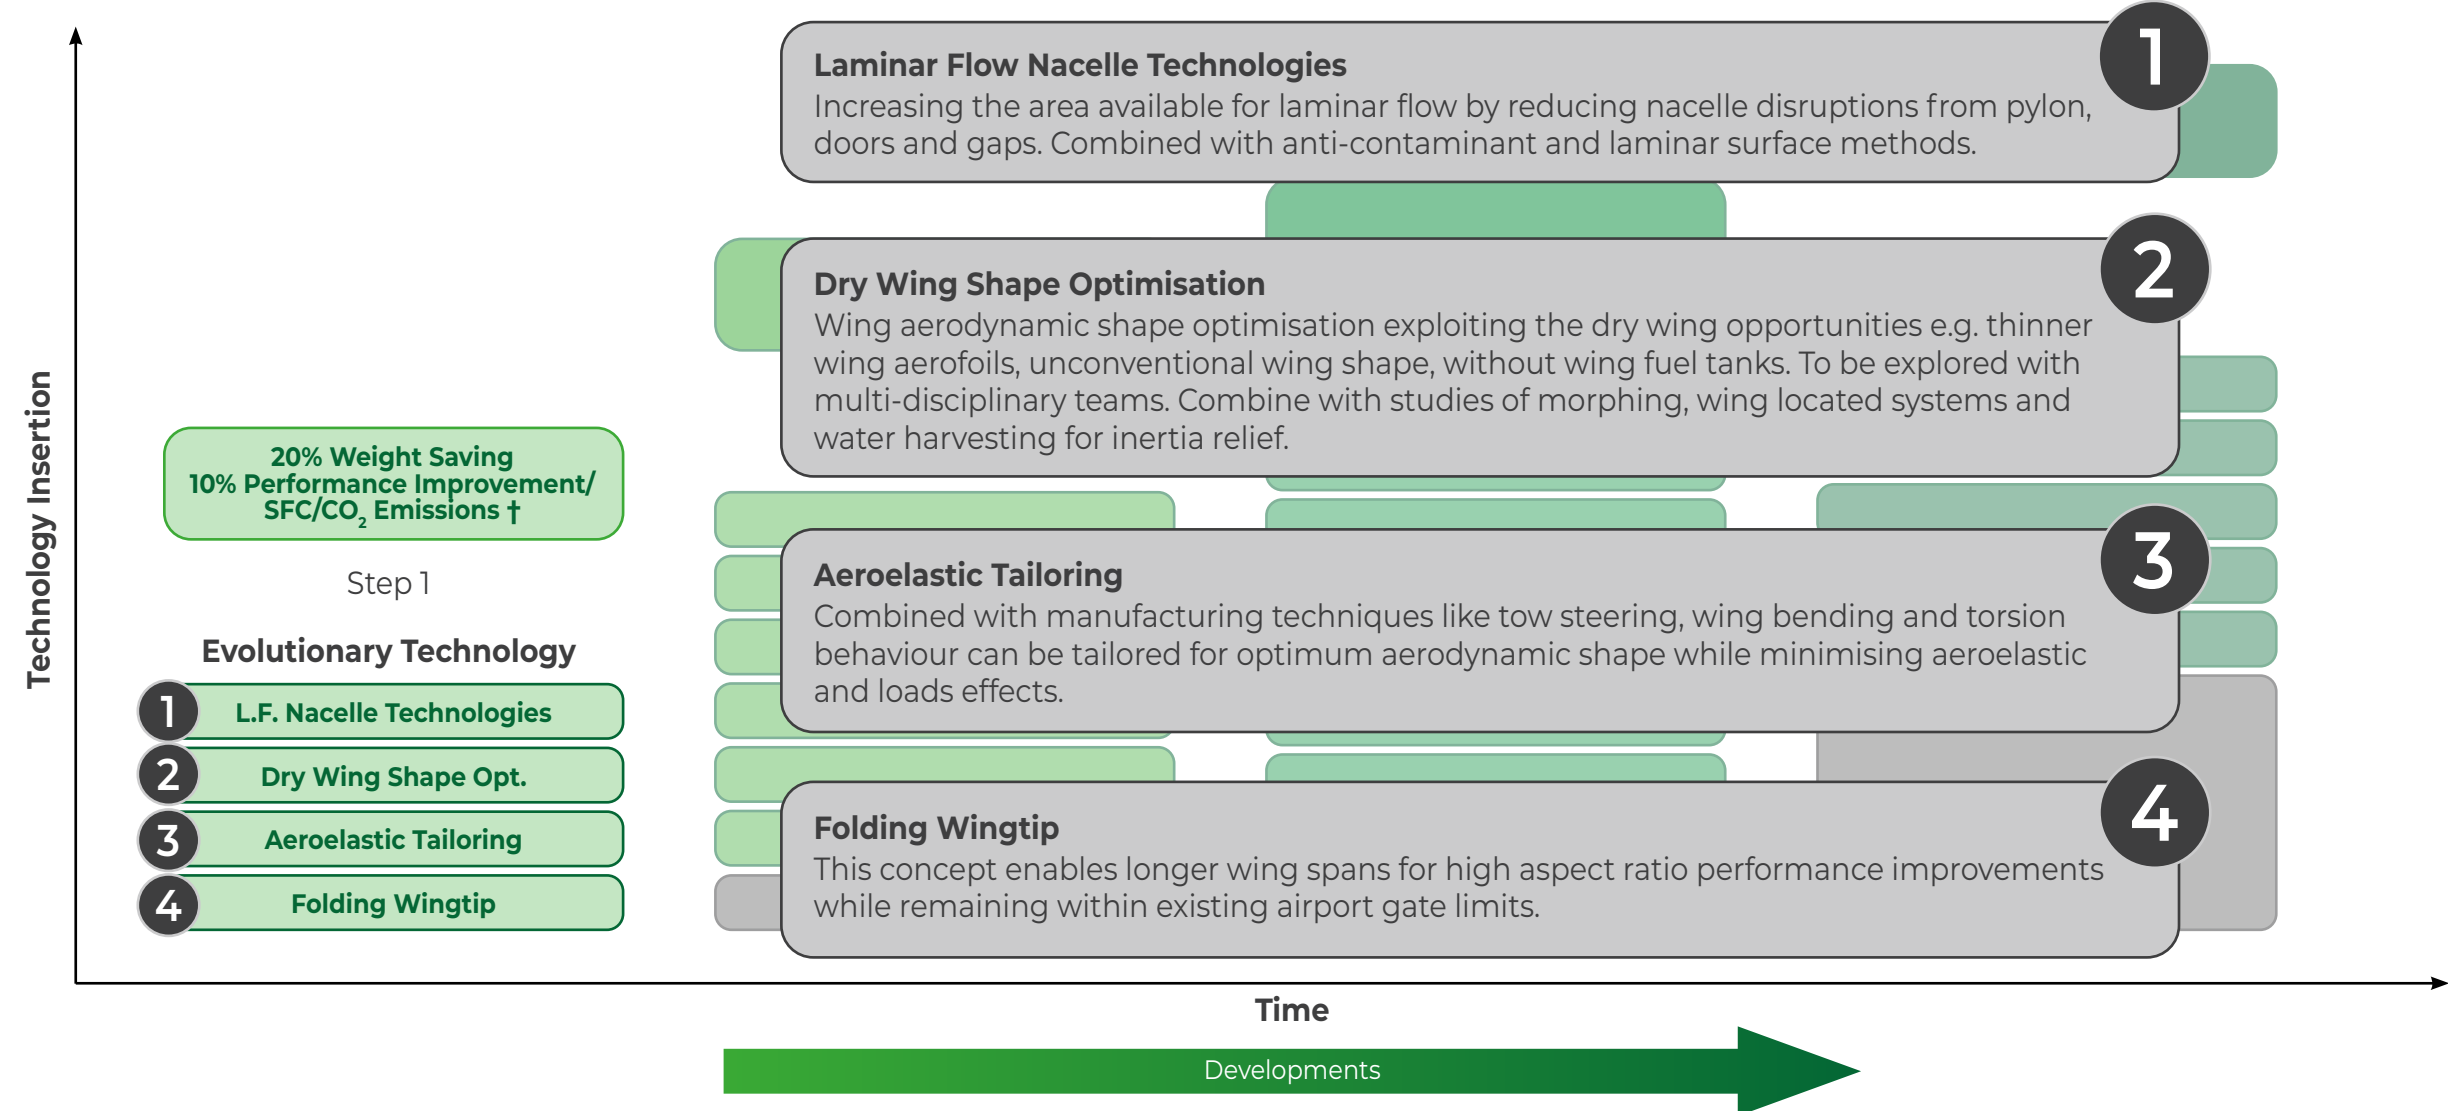 Technology Insertion
20% Weight Saving
10% Performance Improvement/
SFC/CO₂ Emissions †
Step 1
Evolutionary Technology
1 L.F. Nacelle Technologies
2 Dry Wing Shape Opt.
3 Aeroelastic Tailoring
4 Folding Wingtip
1
Laminar Flow Nacelle Technologies
Increasing the area available for laminar flow by reducing nacelle disruptions from pylon,
doors and gaps. Combined with anti-contaminant and laminar surface methods.
2
Dry Wing Shape Optimisation
Wing aerodynamic shape optimisation exploiting the dry wing opportunities e.g. thinner
wing aerofoils, unconventional wing shape, without wing fuel tanks. To be explored with
multi-disciplinary teams. Combine with studies of morphing, wing located systems and
water harvesting for inertia relief.
3
Aeroelastic Tailoring
Combined with manufacturing techniques like tow steering, wing bending and torsion
behaviour can be tailored for optimum aerodynamic shape while minimising aeroelastic
and loads effects.
4
Folding Wingtip
This concept enables longer wing spans for high aspect ratio performance improvements
while remaining within existing airport gate limits.
Time
Developments